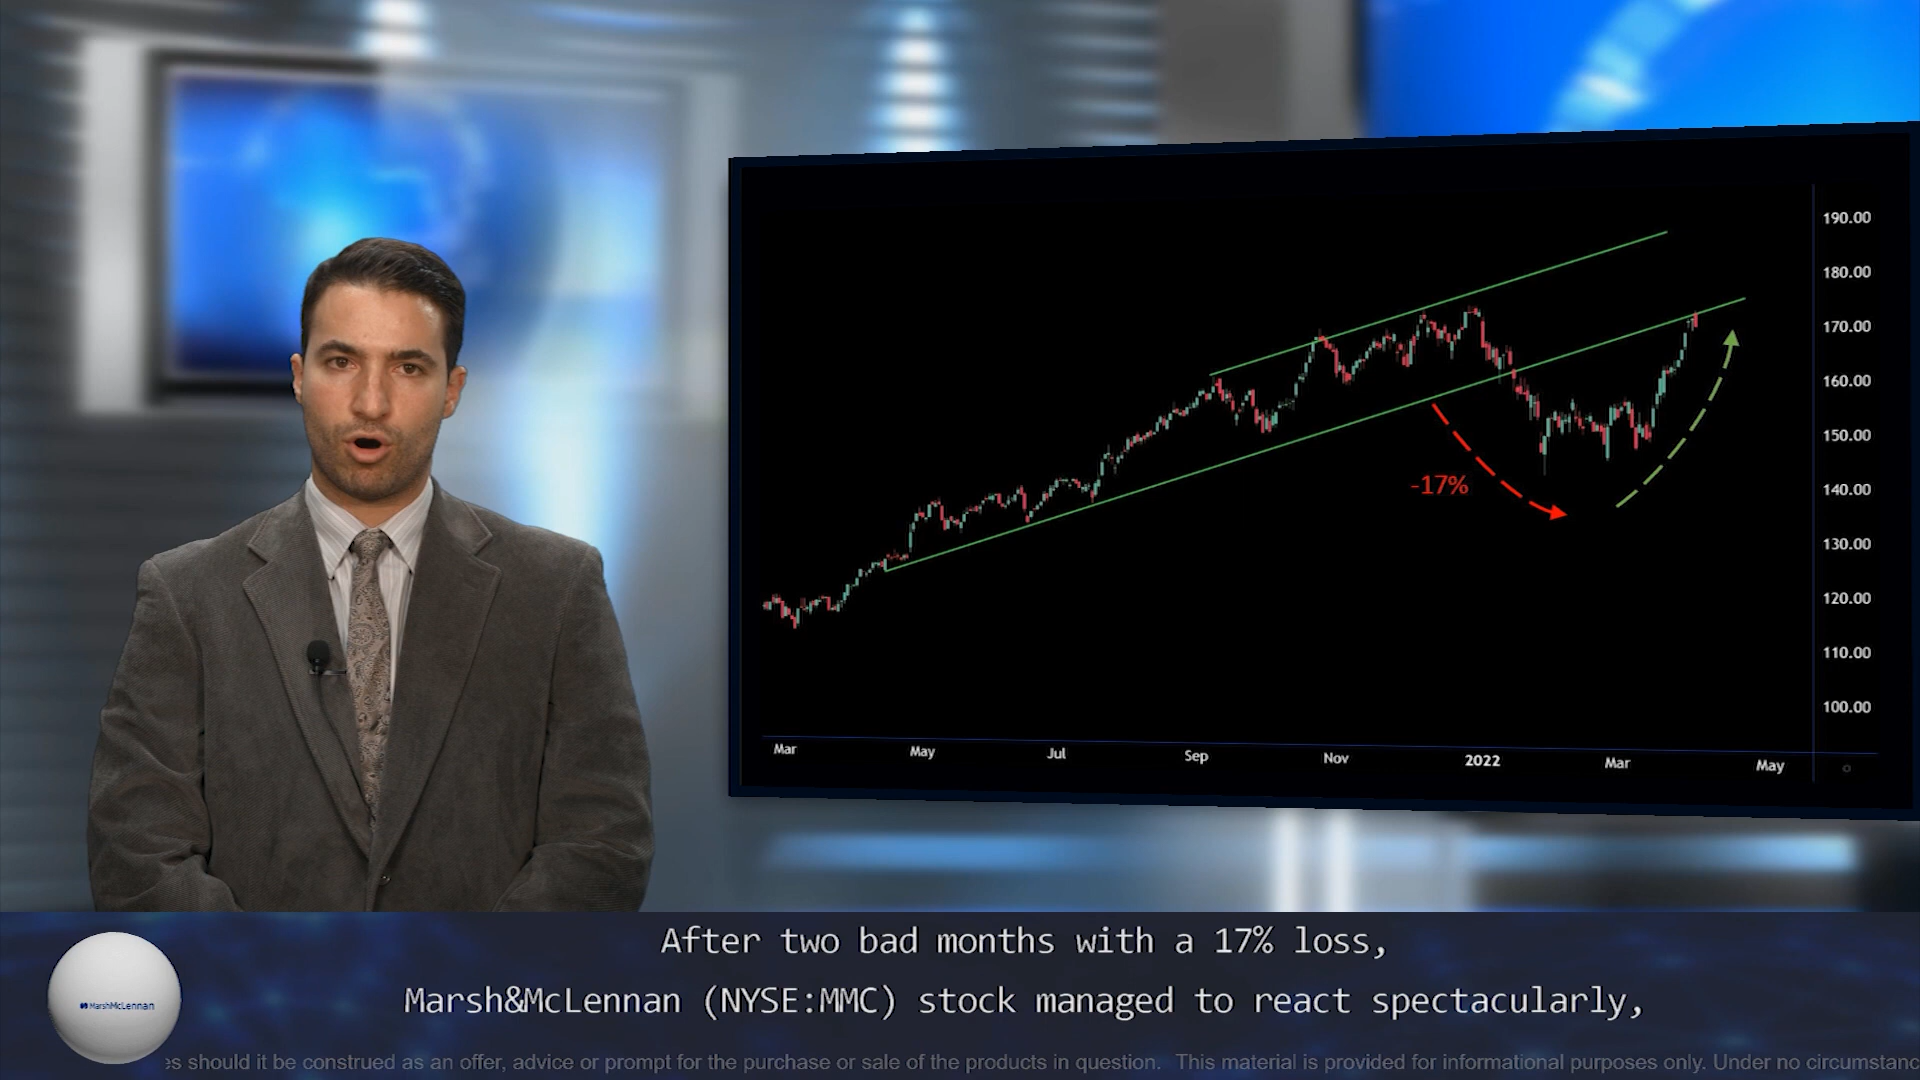 190.00
180.00
170.00
160.00
150.00
140.00
130.00
120.00
110.00
100.00
-17%
Mar May Jul Sep Nov 2022 Mar May
After two bad months with a 17% loss,
MarshMcLennan
Marsh&McLennan (NYSE:MMC) stock managed to react spectacularly,
should it be construed as an offer, advice or prompt for the purchase or sale of the products in question. This material is provided for informational purposes only. Under no